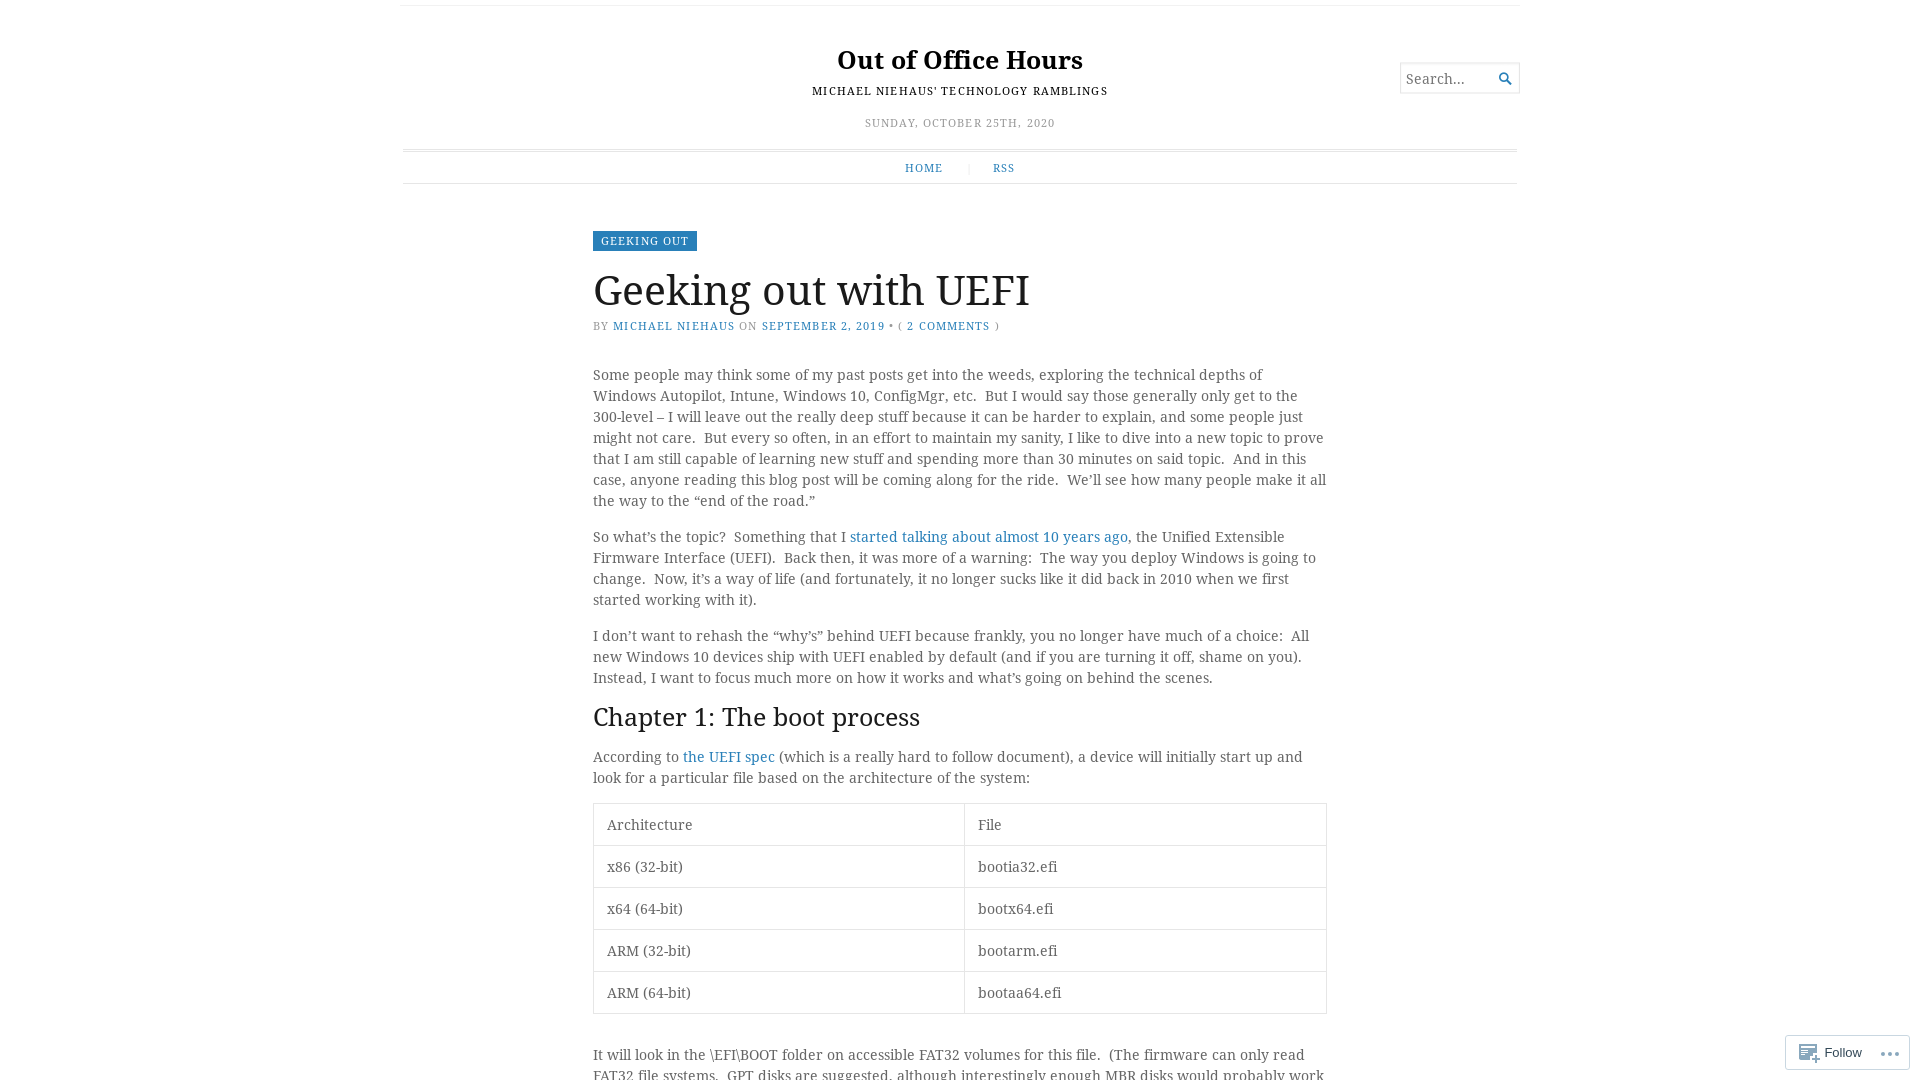 Out of Office Hours
MICHAEL NIEHAUS' TECHNOLOGY RAMBLINGS
Search...
SUNDAY, OCTOBER 25TH, 2020
HOME | RSS
GEEKING OUT
Geeking out with UEFI
BY MICHAEL NIEHAUS ON SEPTEMBER 2, 2019 • ( 2 COMMENTS )
Some people may think some of my past posts get into the weeds, exploring the technical depths of
Windows Autopilot, Intune, Windows 10, ConfigMgr, etc.  But I would say those generally only get to the
300-level – I will leave out the really deep stuff because it can be harder to explain, and some people just
might not care.  But every so often, in an effort to maintain my sanity, I like to dive into a new topic to prove
that I am still capable of learning new stuff and spending more than 30 minutes on said topic.  And in this
case, anyone reading this blog post will be coming along for the ride.  We’ll see how many people make it all
the way to the “end of the road.”
So what’s the topic?  Something that I started talking about almost 10 years ago, the Unified Extensible
Firmware Interface (UEFI).  Back then, it was more of a warning:  The way you deploy Windows is going to
change.  Now, it’s a way of life (and fortunately, it no longer sucks like it did back in 2010 when we first
started working with it).
I don’t want to rehash the “why’s” behind UEFI because frankly, you no longer have much of a choice:  All
new Windows 10 devices ship with UEFI enabled by default (and if you are turning it off, shame on you).
Instead, I want to focus much more on how it works and what’s going on behind the scenes.
Chapter 1: The boot process
According to the UEFI spec (which is a really hard to follow document), a device will initially start up and
look for a particular file based on the architecture of the system:
Architecture File
x86 (32-bit) bootia32.efi
x64 (64-bit) bootx64.efi
ARM (32-bit) bootarm.efi
ARM (64-bit) bootaa64.efi
It will look in the \EFI\BOOT folder on accessible FAT32 volumes for this file.  (The firmware can only read
FAT32 file systems.  GPT disks are suggested, although interestingly enough MBR disks would probably work
Follow